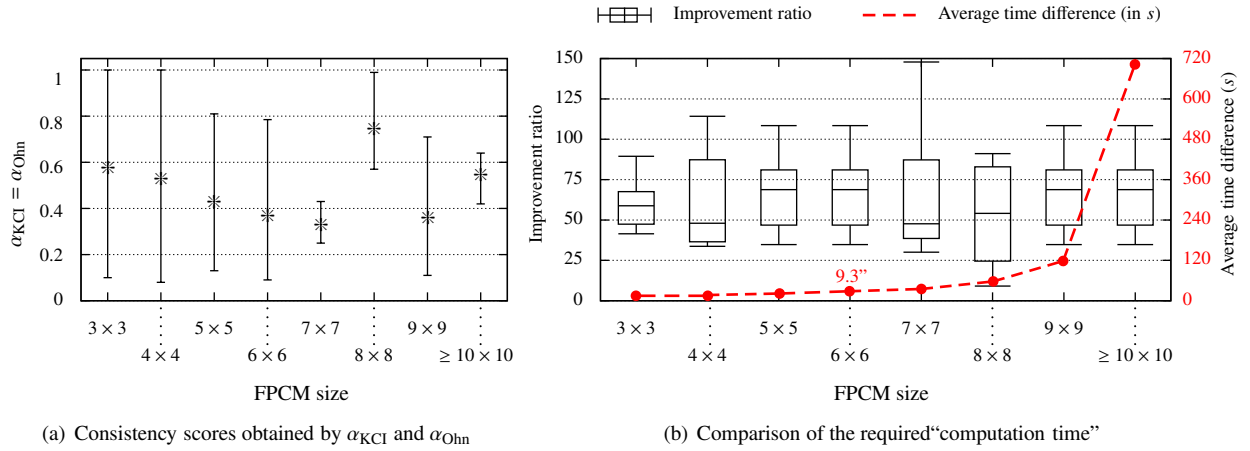 Improvement ratio
Average time difference (in s)
α_KCI = α_Ohn
1
0.8
0.6
0.4
0.2
0
3 × 3
5 × 5
7 × 7
9 × 9
4 × 4
6 × 6
8 × 8
≥ 10 × 10
FPCM size
(a) Consistency scores obtained by α_KCI and α_Ohn
Improvement ratio
150
125
100
75
50
25
0
9.3”
720
600
480
360
240
120
0
Average time difference (s)
3 × 3
5 × 5
7 × 7
9 × 9
4 × 4
6 × 6
8 × 8
≥ 10 × 10
FPCM size
(b) Comparison of the required“computation time”